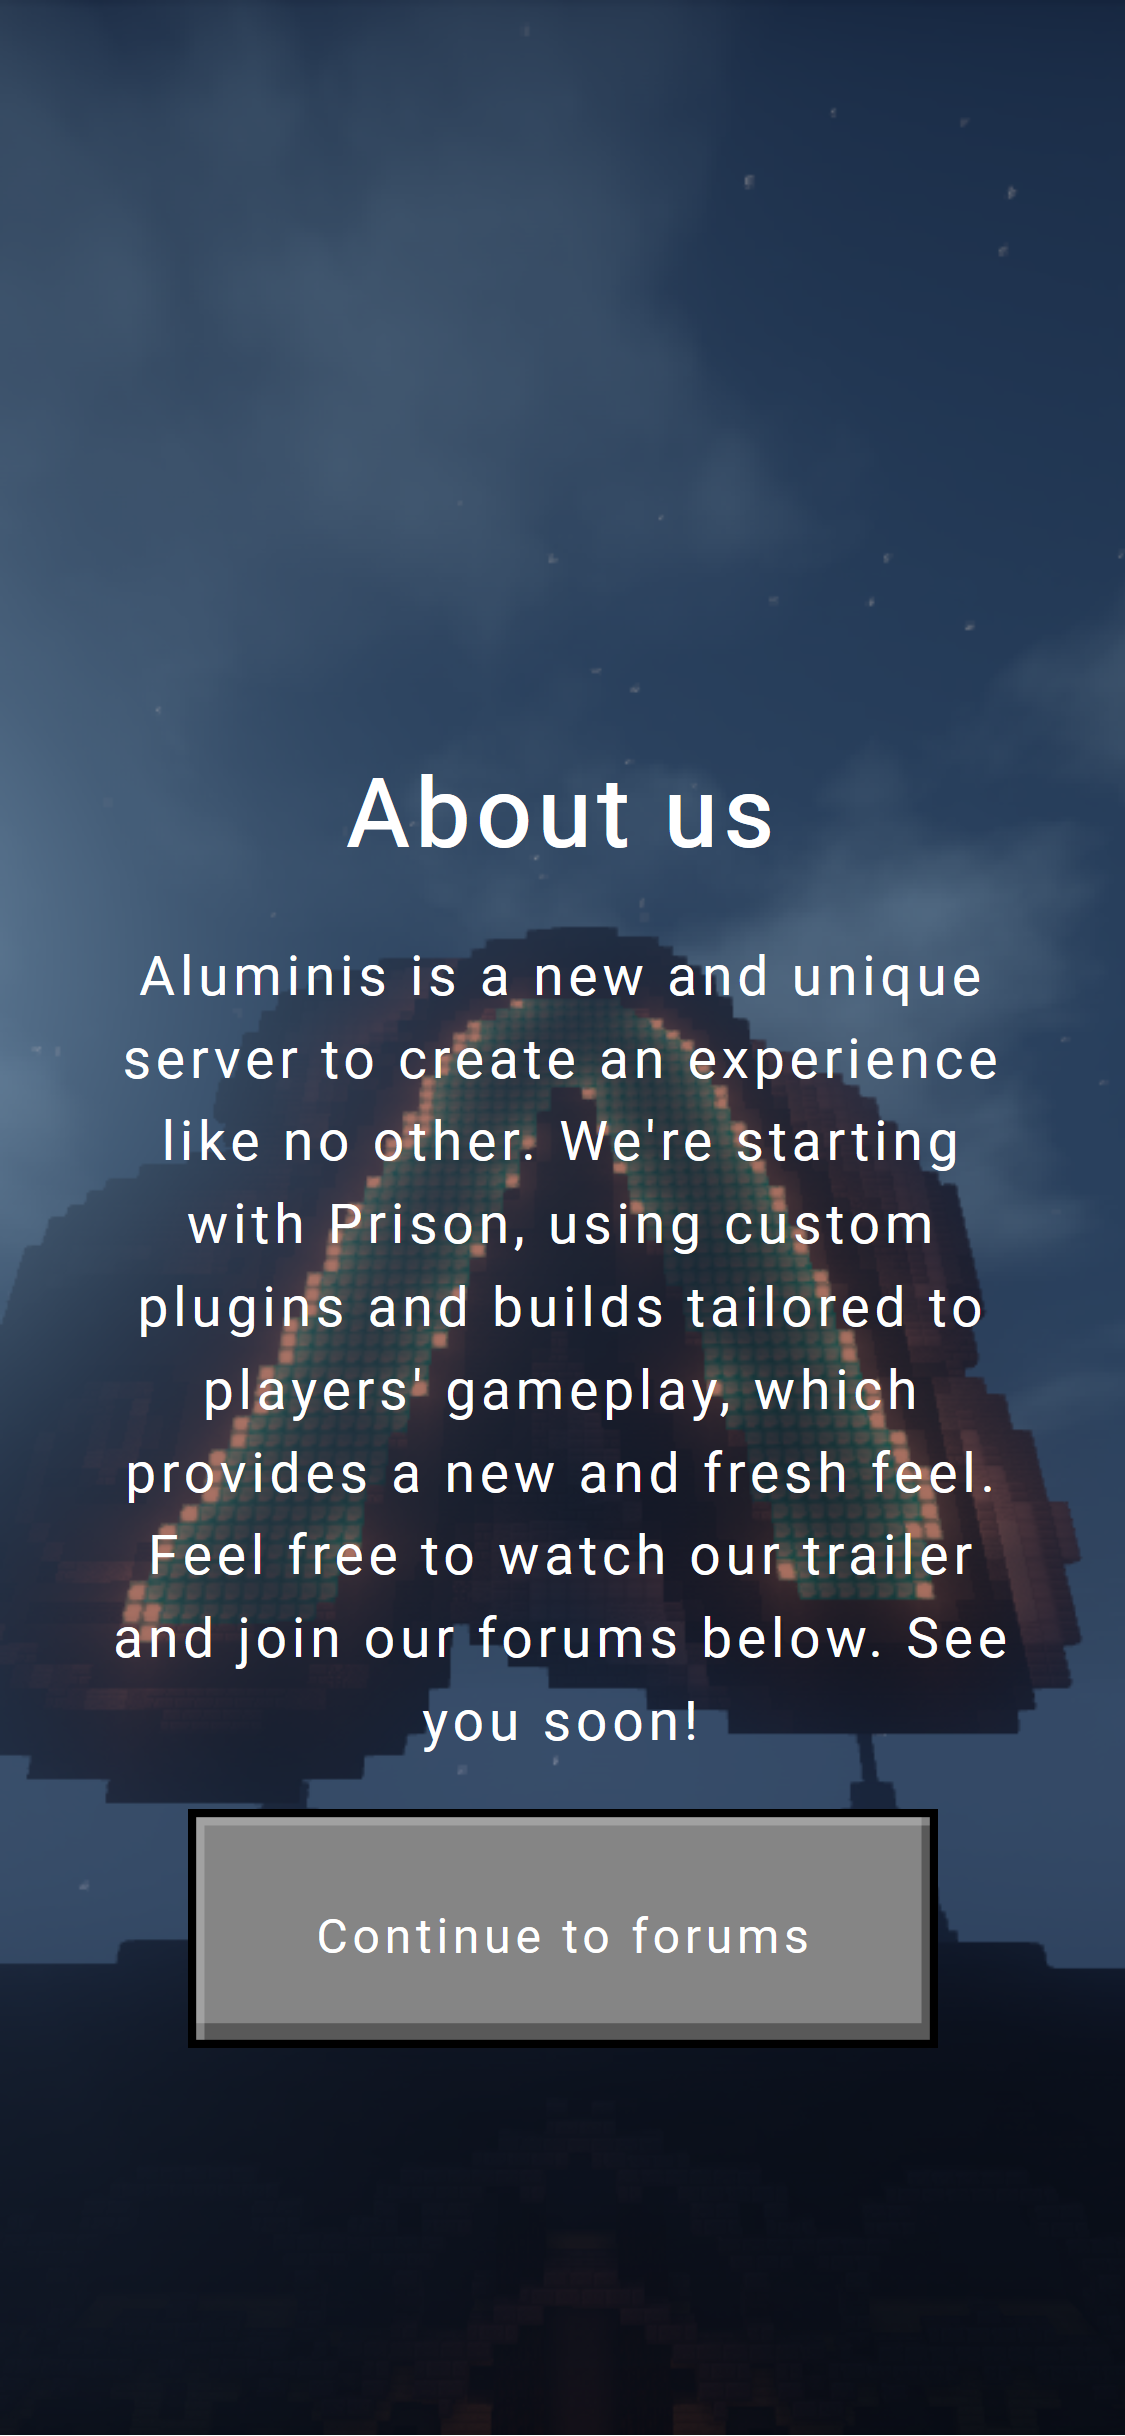 About us
Aluminis is a new and unique
server to create an experience
like no other. We're starting
with Prison, using custom
plugins and builds tailored to
players' gameplay, which
provides a new and fresh feel.
Feel free to watch our trailer
and join our forums below. See
you soon!
Continue to forums